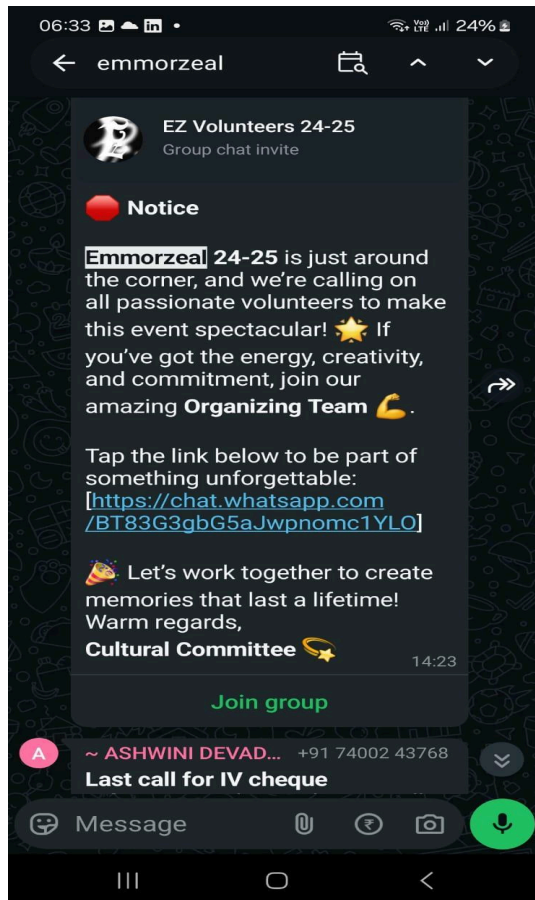 06:33
VoI) LTE 24%
emmorzeal
EZ Volunteers 24-25
Group chat invite
🛑 Notice
Emmorzeal 24-25 is just around
the corner, and we're calling on
all passionate volunteers to make
this event spectacular! 🌟 If
you've got the energy, creativity,
and commitment, join our
amazing Organizing Team 💪.
Tap the link below to be part of
something unforgettable:
[https://chat.whatsapp.com
/BT83G3gbG5aJwpnomc1YLO]
🎉 Let's work together to create
memories that last a lifetime!
Warm regards,
Cultural Committee 💫
14:23
Join group
A
~ ASHWINI DEVAD... +91 74002 43768
Last call for IV cheque
Message